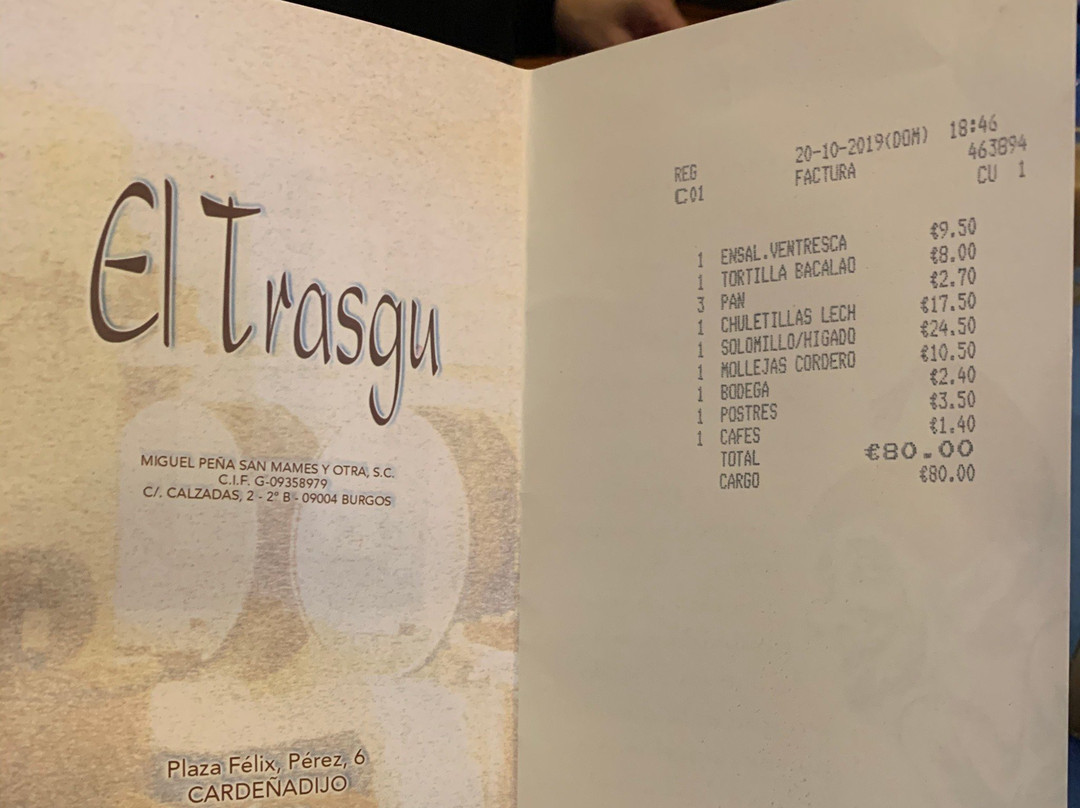 El Trasgu
MIGUEL PEÑA SAN MAMES Y OTRA, S.C.
C.I.F. G-09358979
C/. CALZADAS, 2 - 2º B - 09004 BURGOS
Plaza Félix, Pérez, 6
CARDEÑADIJO
REG 20-10-2019(DOM) 18:46
C01 FACTURA 463894
CU 1
1 ENSAL.VENTRESCA €9.50
1 TORTILLA BACALAO €8.00
3 PAN €2.70
1 CHULETILLAS LECH €17.50
1 SOLOMILLO/HIGADO €24.50
1 MOLLEJAS CORDERO €10.50
1 BODEGA €2.40
1 POSTRES €3.50
1 CAFES €1.40
TOTAL €80.00
CARGO €80.00